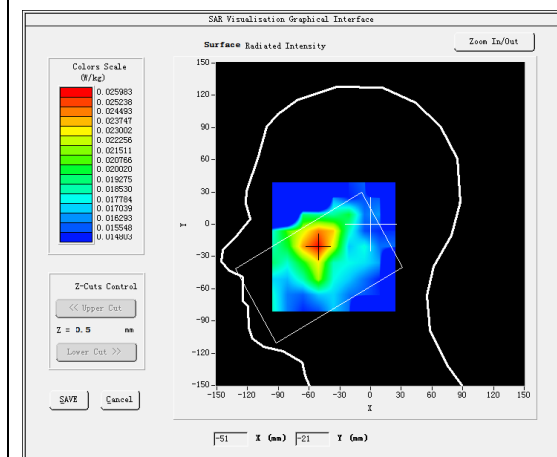 SAR Visualisation Graphical Interface
Surface Radiated Intensity
Zoom In/Out
Colors Scale
(W/kg)
0.025983
0.025238
0.024493
0.023747
0.023002
0.022256
0.021511
0.020766
0.020020
0.019275
0.018530
0.017784
0.017039
0.016293
0.015548
0.014803
150
120
90
60
30
0
-30
-60
-90
-120
-150
Y
-150 -120 -90 -60 -30 0 30 60 90 120 150
X
Z-Cuts Control
<< Upper Cut
Z = 0.5 mm
Lower Cut >>
SAVE Cancel
-51 X (mm) -21 Y (mm)